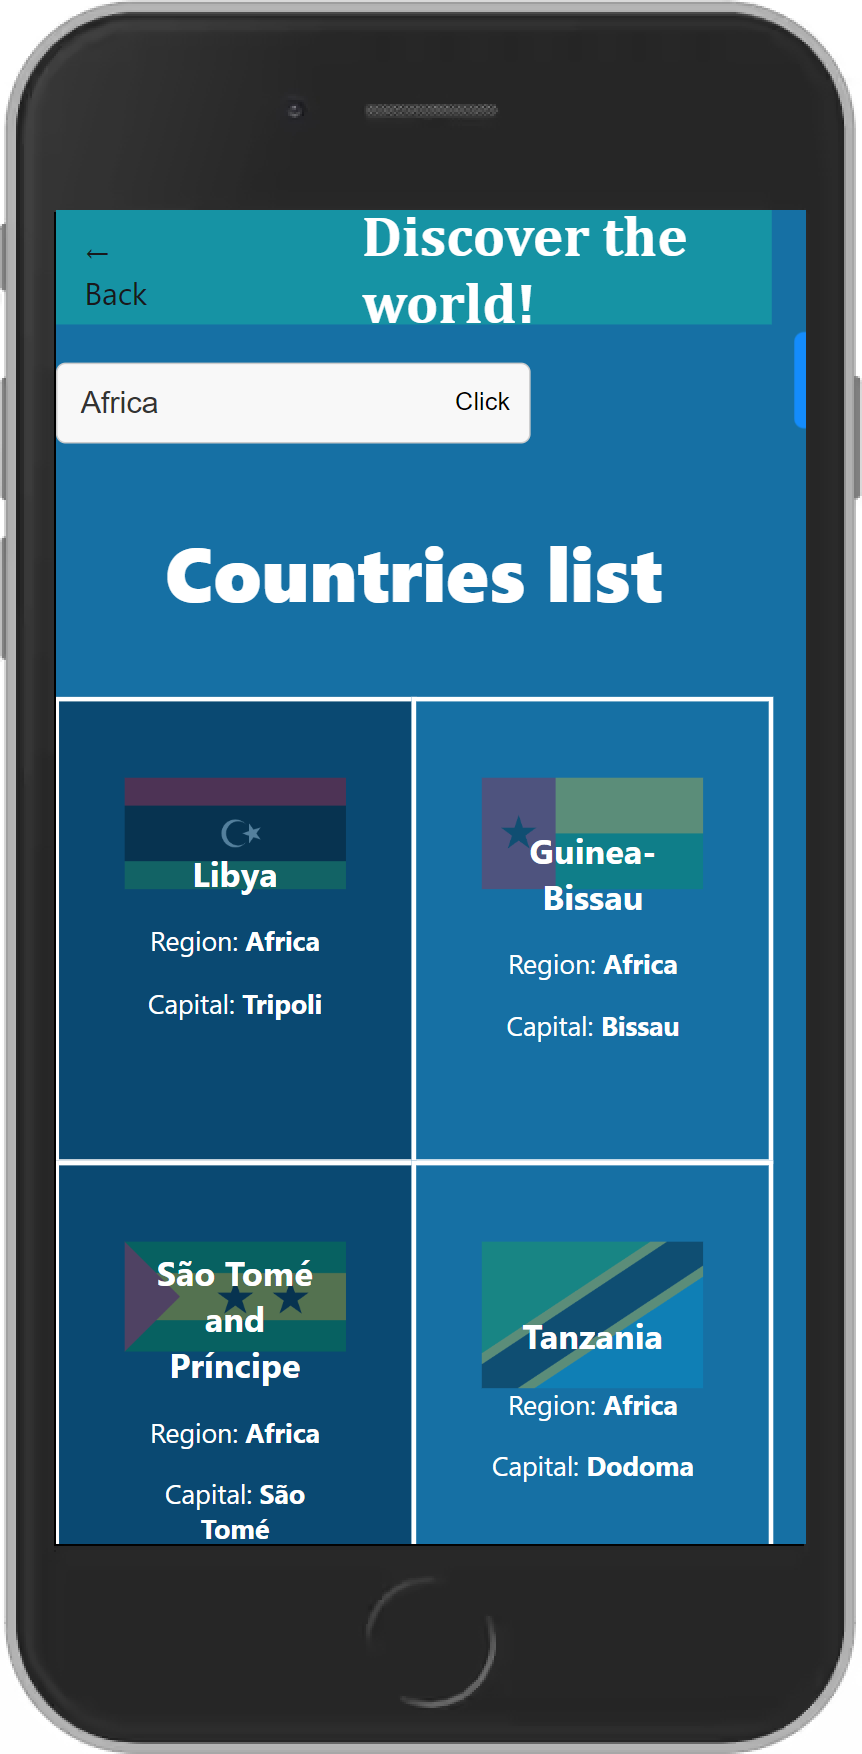 ←
Back
Discover the
world!
Africa
Click
Countries list
Libya
Region: Africa
Capital: Tripoli
Guinea-
Bissau
Region: Africa
Capital: Bissau
São Tomé
and
Príncipe
Region: Africa
Capital: São
Tomé
Tanzania
Region: Africa
Capital: Dodoma